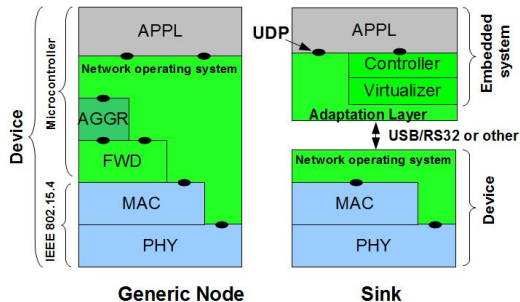 APPL
Network operating system
AGGR
FWD
MAC
PHY
Device
Microcontroller
IEEE 802.15.4
Generic Node
UDP
APPL
Controller
Virtualizer
Adaptation Layer
Embedded
system
USB/RS32 or other
Network operating system
MAC
PHY
Device
Sink